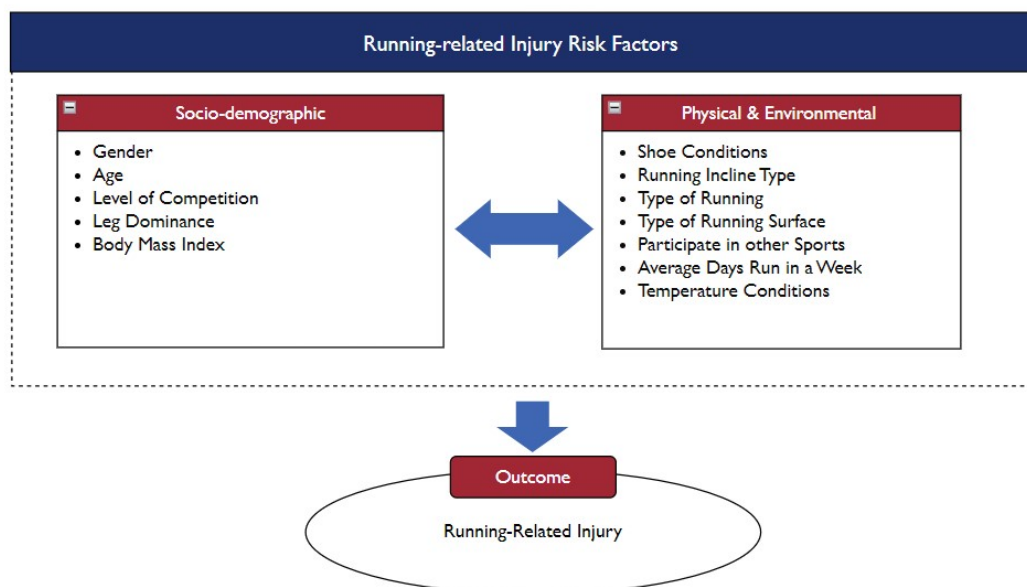 Running-related Injury Risk Factors
Socio-demographic
Gender
Age
Level of Competition
Leg Dominance
Body Mass Index
Physical & Environmental
Shoe Conditions
Running Incline Type
Type of Running
Type of Running Surface
Participate in other Sports
Average Days Run in a Week
Temperature Conditions
Outcome
Running-Related Injury